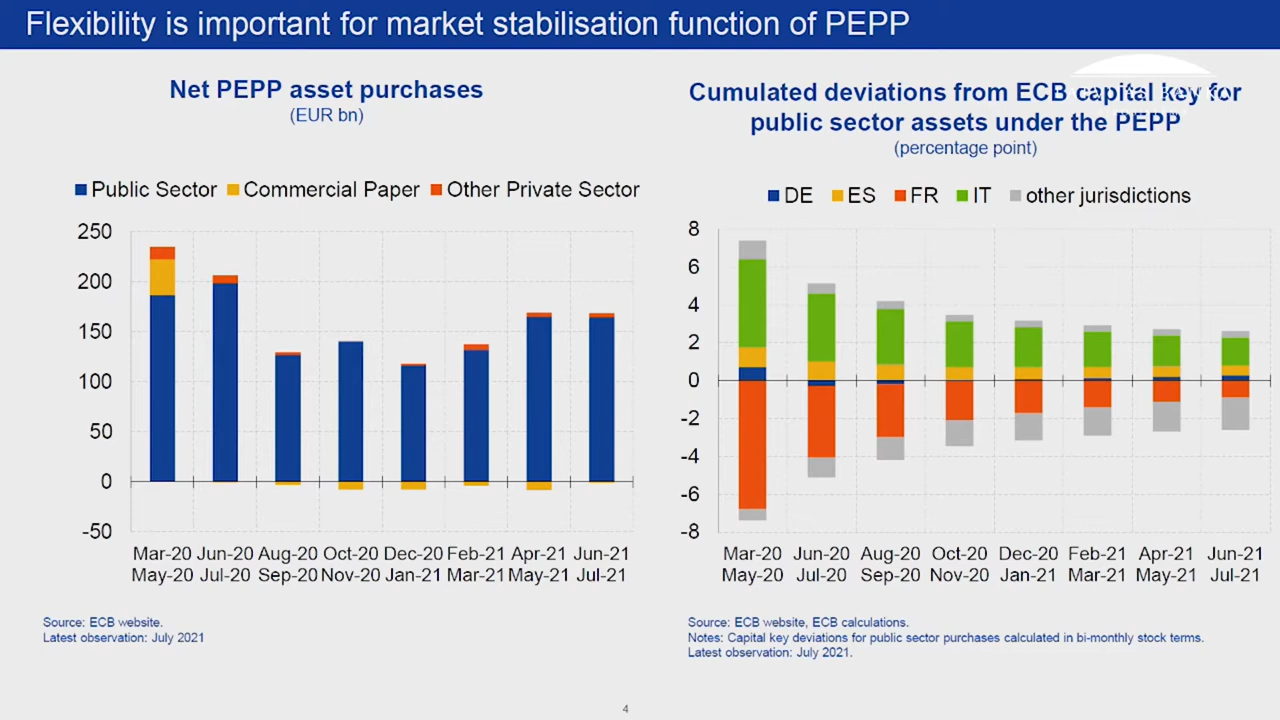 Flexibility is important for market stabilisation function of PEPP
Net PEPP asset purchases
(EUR bn)
Public Sector Commercial Paper Other Private Sector
250
200
150
100
50
0
-50
Mar-20 Jun-20 Aug-20 Oct-20 Dec-20 Feb-21 Apr-21 Jun-21
May-20 Jul-20 Sep-20 Nov-20 Jan-21 Mar-21 May-21 Jul-21
Source: ECB website.
Latest observation: July 2021
Cumulated deviations from ECB capital key for
public sector assets under the PEPP
(percentage point)
DE ES FR IT other jurisdictions
8
6
4
2
0
-2
-4
-6
-8
Mar-20 Jun-20 Aug-20 Oct-20 Dec-20 Feb-21 Apr-21 Jun-21
May-20 Jul-20 Sep-20 Nov-20 Jan-21 Mar-21 May-21 Jul-21
Source: ECB website, ECB calculations.
Notes: Capital key deviations for public sector purchases calculated in bi-monthly stock terms.
Latest observation: July 2021.
4